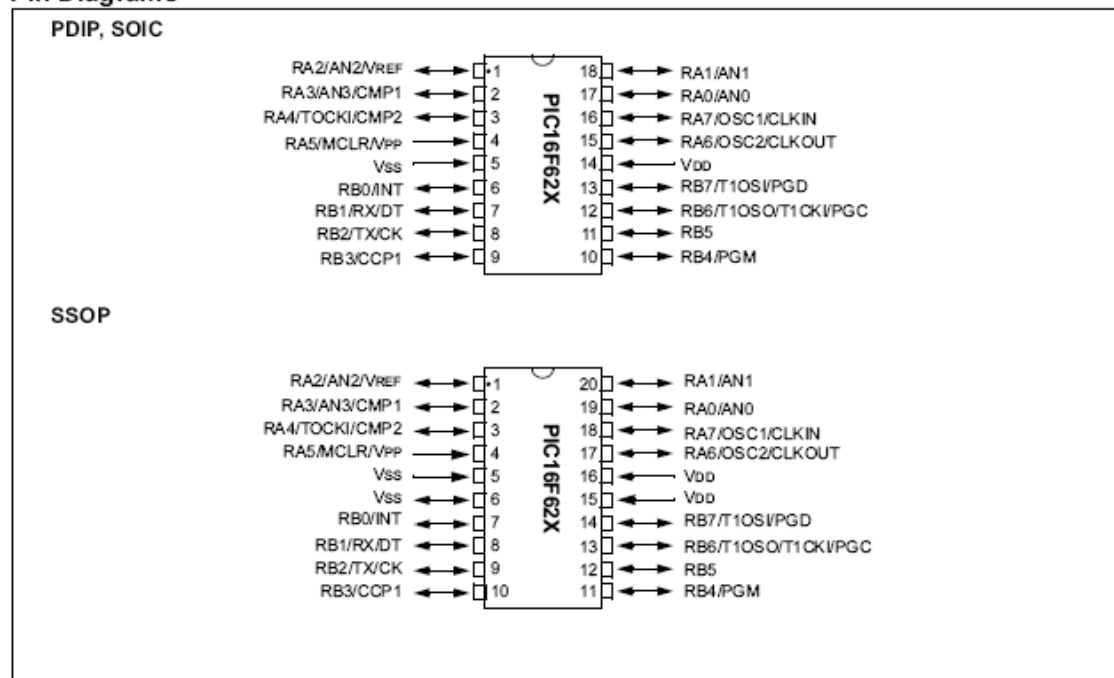 Pin Diagrams
PDIP, SOIC
RA2/AN2/VREF 1 18 RA1/AN1
RA3/AN3/CMP1 2 17 RA0/AN0
RA4/TOCKI/CMP2 3 16 RA7/OSC1/CLKIN
RA5/MCLR/VPP 4 15 RA6/OSC2/CLKOUT
VSS 5 14 VDD
RB0/INT 6 13 RB7/T1OSI/PGD
RB1/RX/DT 7 12 RB6/T1OSO/T1CKI/PGC
RB2/TX/CK 8 11 RB5
RB3/CCP1 9 10 RB4/PGM
PIC16F62X
SSOP
RA2/AN2/VREF 1 20 RA1/AN1
RA3/AN3/CMP1 2 19 RA0/AN0
RA4/TOCKI/CMP2 3 18 RA7/OSC1/CLKIN
RA5/MCLR/VPP 4 17 RA6/OSC2/CLKOUT
VSS 5 16 VDD
VSS 6 15 VDD
RB0/INT 7 14 RB7/T1OSI/PGD
RB1/RX/DT 8 13 RB6/T1OSO/T1CKI/PGC
RB2/TX/CK 9 12 RB5
RB3/CCP1 10 11 RB4/PGM
PIC16F62X